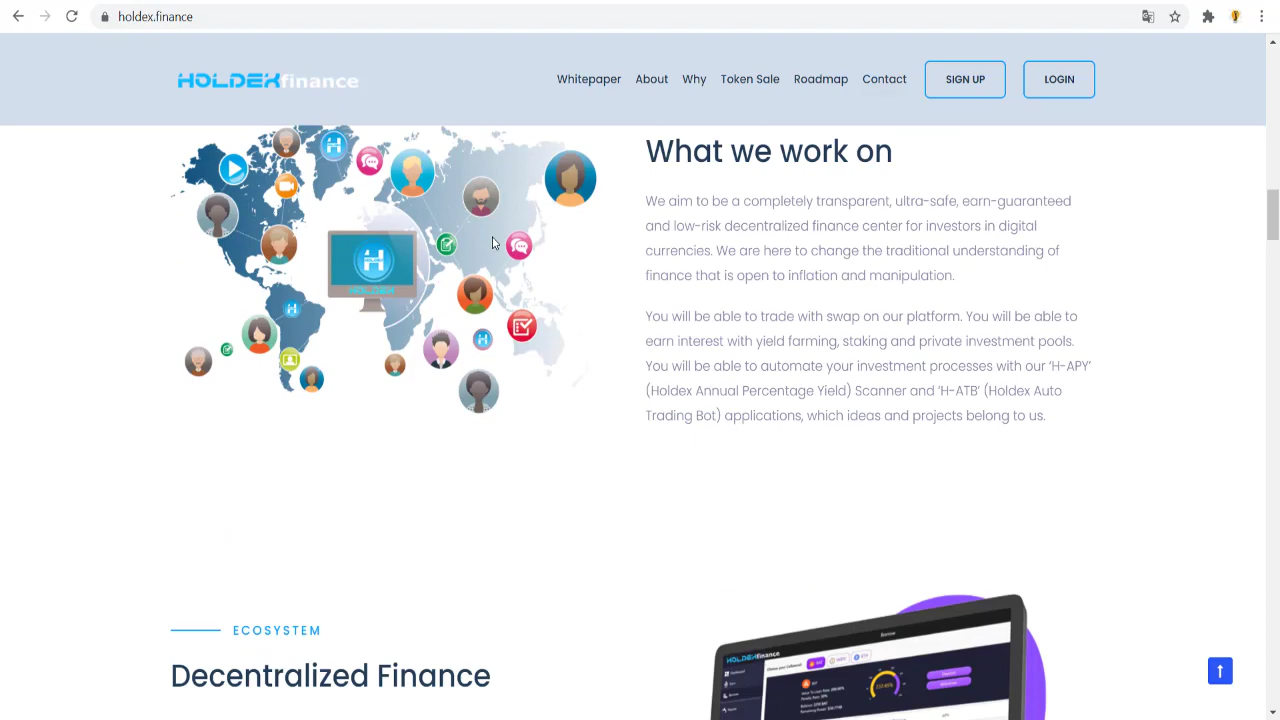 holdex.finance
HOLDEXfinance
Whitepaper About Why Token Sale Roadmap Contact SIGN UP LOGIN
What we work on
We aim to be a completely transparent, ultra-safe, earn-guaranteed
and low-risk decentralized finance center for investors in digital
currencies. We are here to change the traditional understanding of
finance that is open to inflation and manipulation.
You will be able to trade with swap on our platform. You will be able to
earn interest with yield farming, staking and private investment pools.
You will be able to automate your investment processes with our ‘H-APY’
(Holdex Annual Percentage Yield) Scanner and ‘H-ATB’ (Holdex Auto
Trading Bot) applications, which ideas and projects belong to us.
HOLDEX
ECOSYSTEM
Decentralized Finance
HOLDEXfinance
Borrow